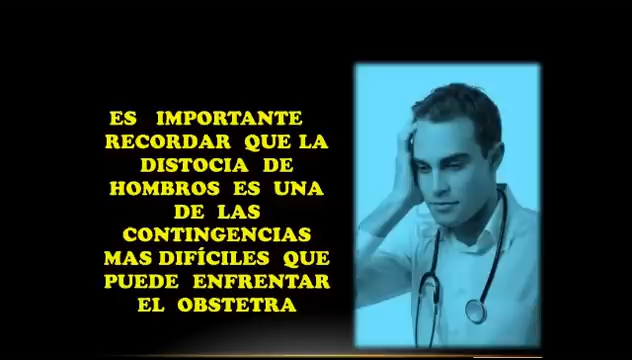 ES IMPORTANTE
RECORDAR QUE LA
DISTOCIA DE
HOMBROS ES UNA
DE LAS
CONTINGENCIAS
MAS DIFÍCILES QUE
PUEDE ENFRENTAR
EL OBSTETRA